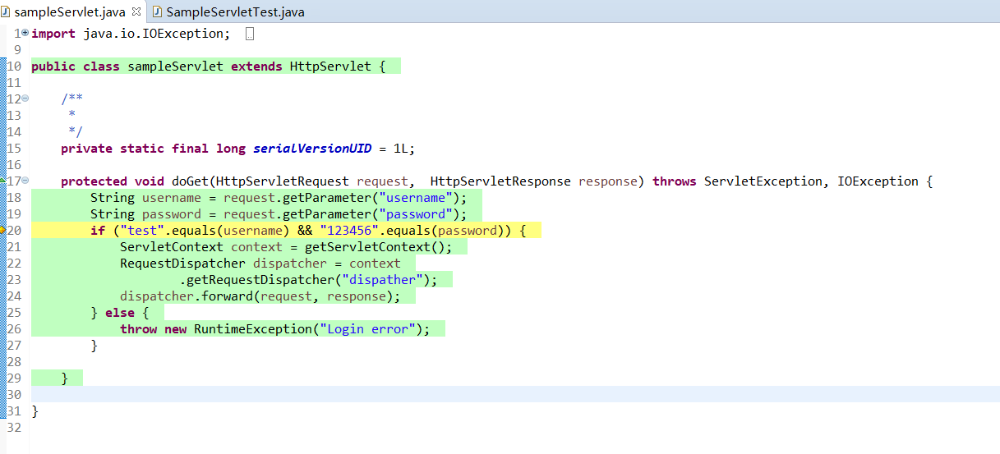 sampleServlet.java SampleServletTest.java
1 import java.io.IOException;
9
10 public class sampleServlet extends HttpServlet {
11
12 /**
13 *
14 */
15 private static final long serialVersionUID = 1L;
16
17 protected void doGet(HttpServletRequest request,  HttpServletResponse response) throws ServletException, IOException {
18 String username = request.getParameter("username");
19 String password = request.getParameter("password");
20 if ("test".equals(username) && "123456".equals(password)) {
21 ServletContext context = getServletContext();
22 RequestDispatcher dispatcher = context
23 .getRequestDispatcher("dispather");
24 dispatcher.forward(request, response);
25 } else {
26 throw new RuntimeException("Login error");
27 }
28
29 }
30
31 }
32